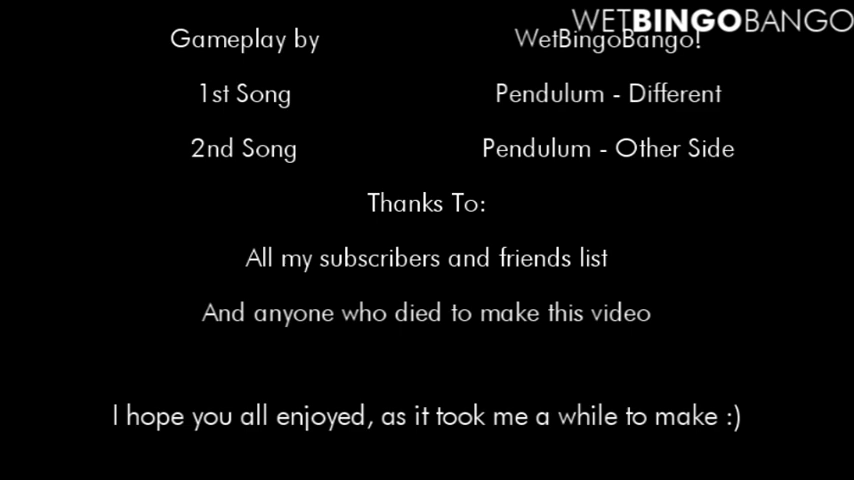 WETBINGOBANGO
Gameplay by WetBingoBango!
1st Song Pendulum - Different
2nd Song Pendulum - Other Side
Thanks To:
All my subscribers and friends list
And anyone who died to make this video
I hope you all enjoyed, as it took me a while to make :)